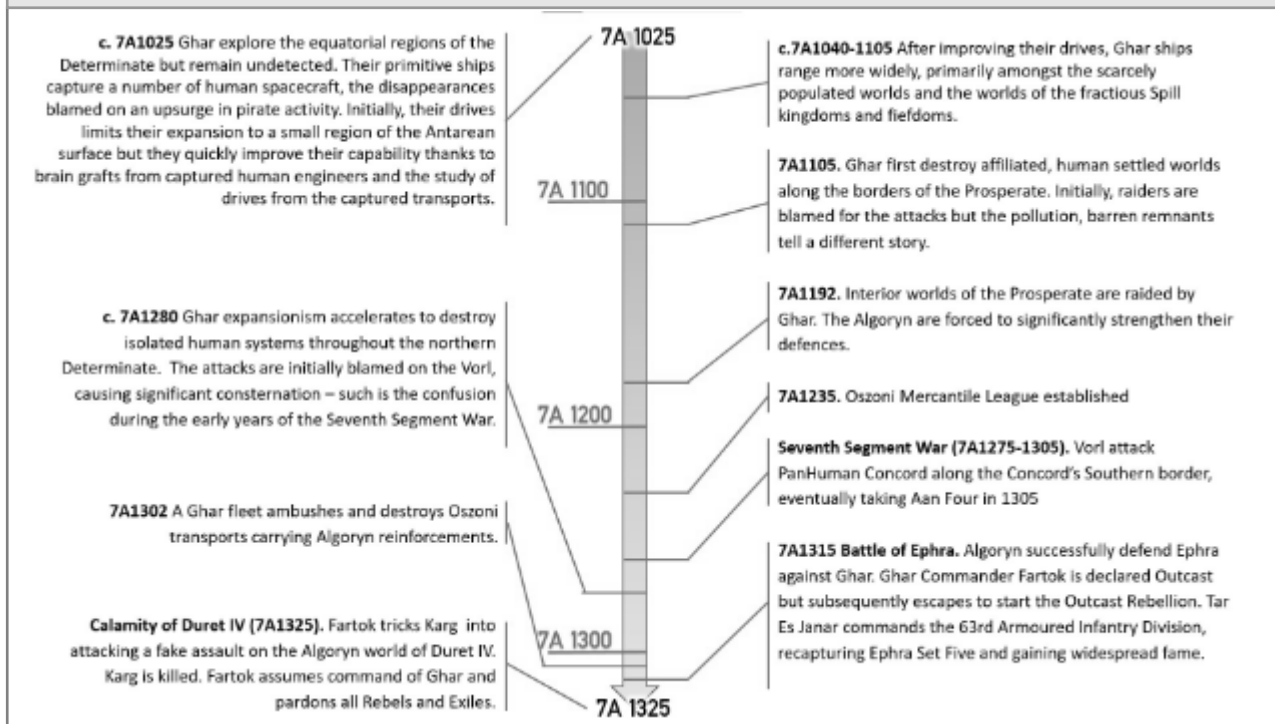 7A 1025
c. 7A1025 Ghar explore the equatorial regions of the
Determinate but remain undetected. Their primitive ships
capture a number of human spacecraft, the disappearances
blamed on an upsurge in pirate activity. Initially, their drives
limits their expansion to a small region of the Antarean
surface but they quickly improve their capability thanks to
brain grafts from captured human engineers and the study of
drives from the captured transports.
c.7A1040-1105 After improving their drives, Ghar ships
range more widely, primarily amongst the scarcely
populated worlds and the worlds of the fractious Spill
kingdoms and fiefdoms.
7A 1100
7A1105. Ghar first destroy affiliated, human settled worlds
along the borders of the Prosperate. Initially, raiders are
blamed for the attacks but the pollution, barren remnants
tell a different story.
7A1192. Interior worlds of the Prosperate are raided by
Ghar. The Algoryn are forced to significantly strengthen their
defences.
c. 7A1280 Ghar expansionism accelerates to destroy
isolated human systems throughout the northern
Determinate. The attacks are initially blamed on the Vorl,
causing significant consternation – such is the confusion
during the early years of the Seventh Segment War.
7A 1200
7A1235. Oszoni Mercantile League established
Seventh Segment War (7A1275-1305). Vorl attack
PanHuman Concord along the Concord's Southern border,
eventually taking Aan Four in 1305
7A1302 A Ghar fleet ambushes and destroys Oszoni
transports carrying Algoryn reinforcements.
7A1315 Battle of Ephra. Algoryn successfully defend Ephra
against Ghar. Ghar Commander Fartok is declared Outcast
but subsequently escapes to start the Outcast Rebellion. Tar
Es Janar commands the 63rd Armoured Infantry Division,
recapturing Ephra Set Five and gaining widespread fame.
7A 1300
Calamity of Duret IV (7A1325). Fartok tricks Karg into
attacking a fake assault on the Algoryn world of Duret IV.
Karg is killed. Fartok assumes command of Ghar and
pardons all Rebels and Exiles.
7A 1325